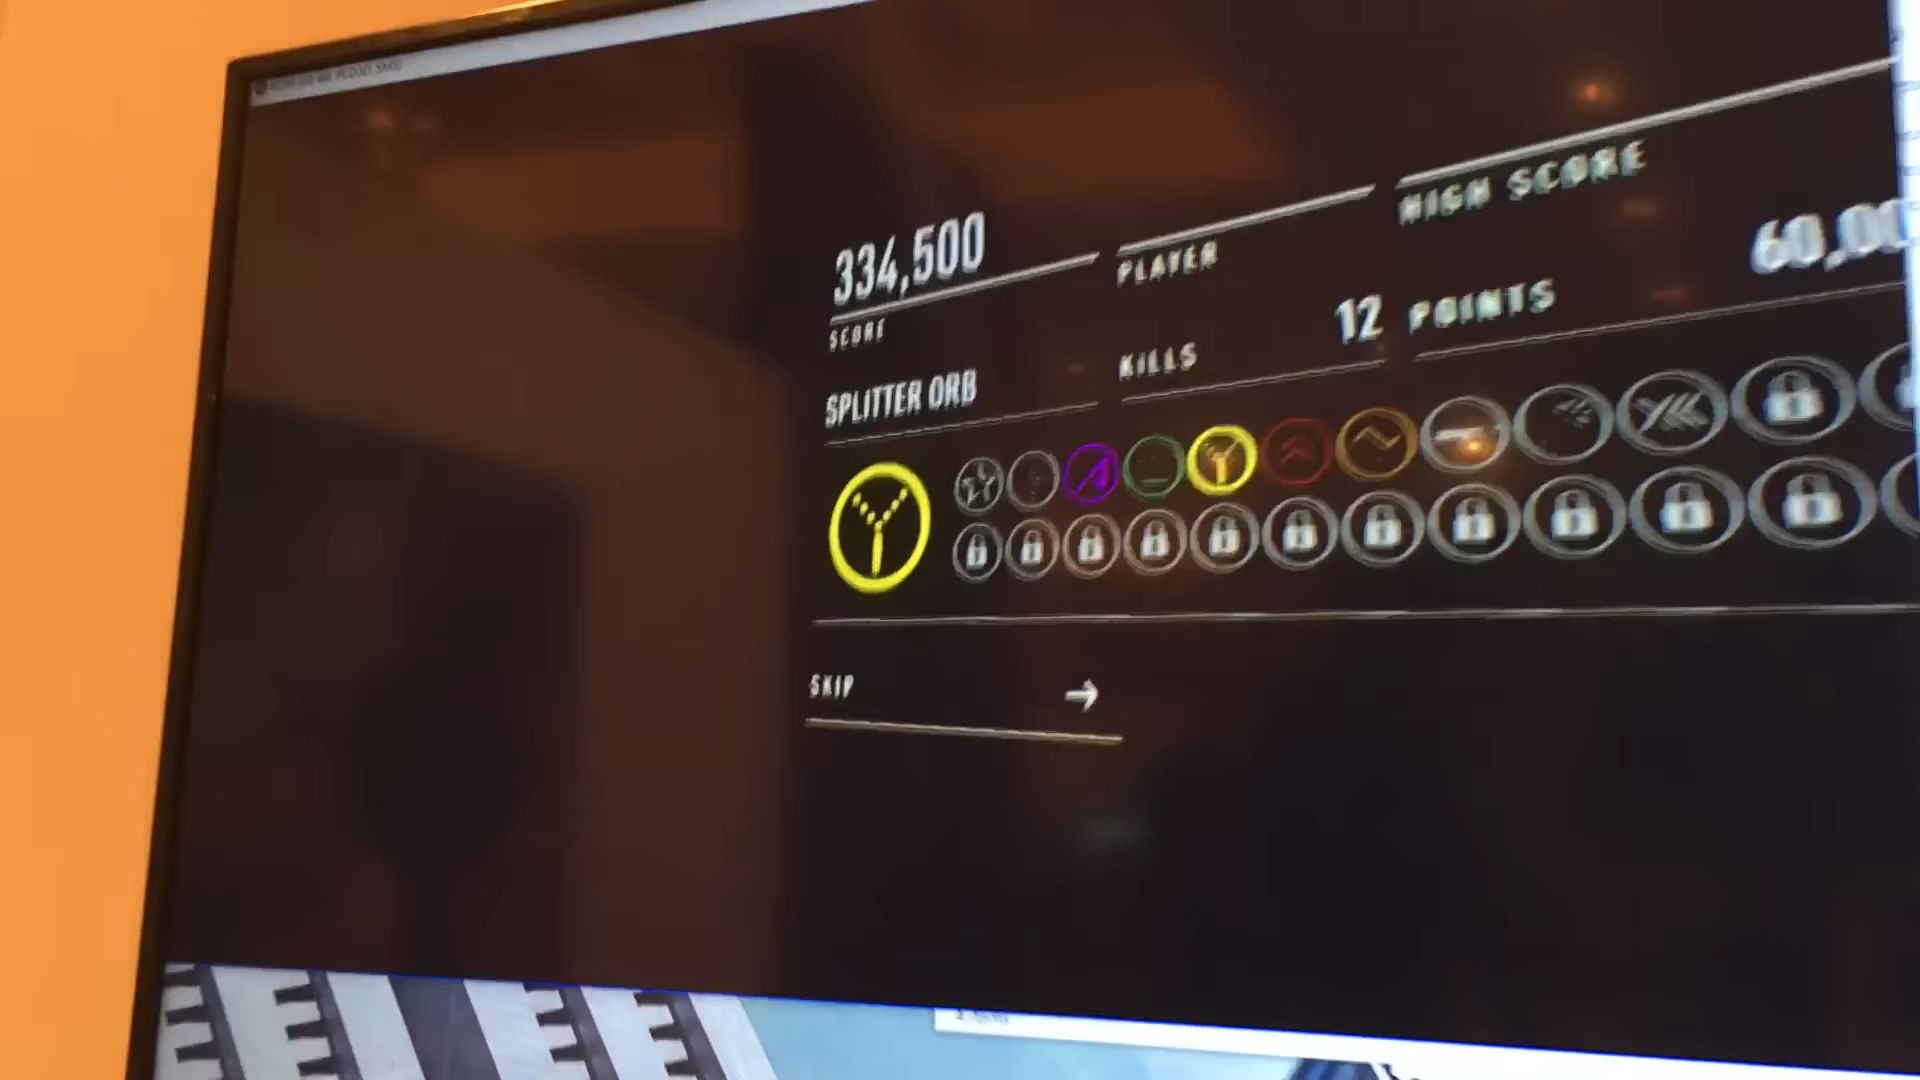 334,500
SCORE
PLAYER
HIGH SCORE
SPLITTER ORB
KILLS 12
POINTS
SKIP →